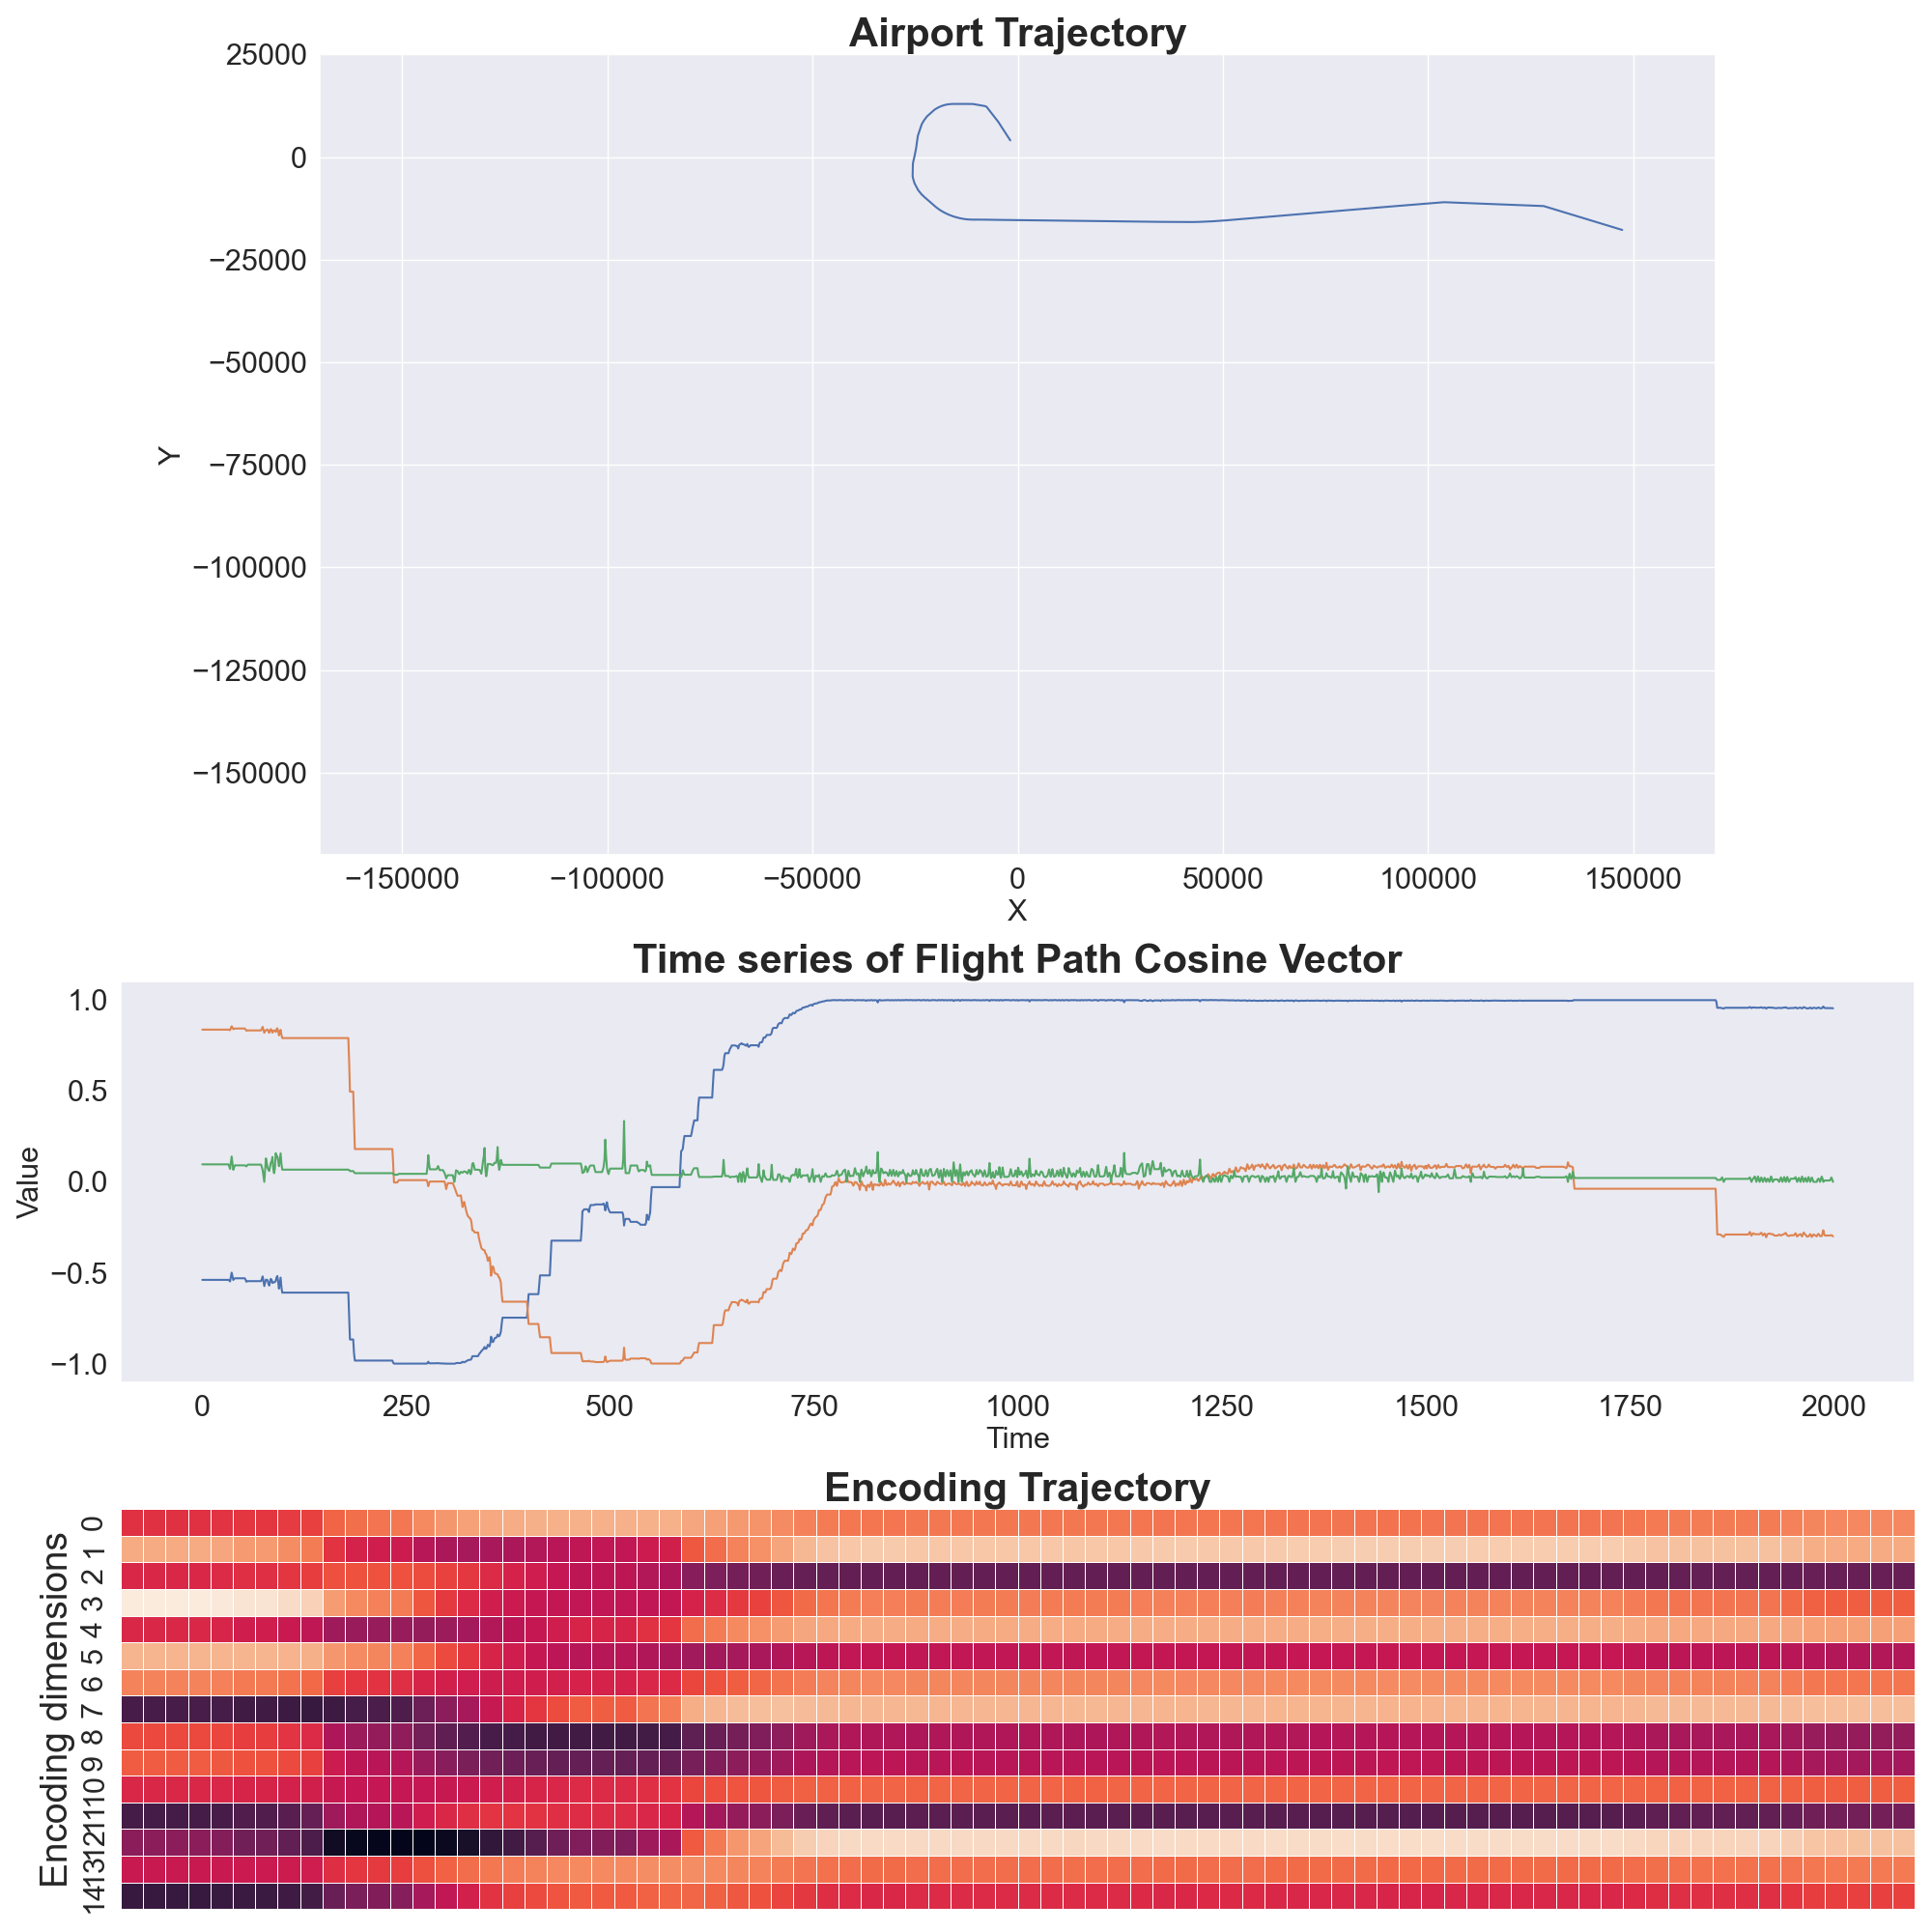 Airport Trajectory
25000
0
−25000
−50000
−75000
−100000
−125000
−150000
Y
−150000 −100000 −50000 0 50000 100000 150000
X
Time series of Flight Path Cosine Vector
1.0
0.5
0.0
−0.5
−1.0
Value
0 250 500 750 1000 1250 1500 1750 2000
Time
Encoding Trajectory
Encoding dimensions
0
1
2
3
4
5
6
7
8
9
10
11
12
13
14